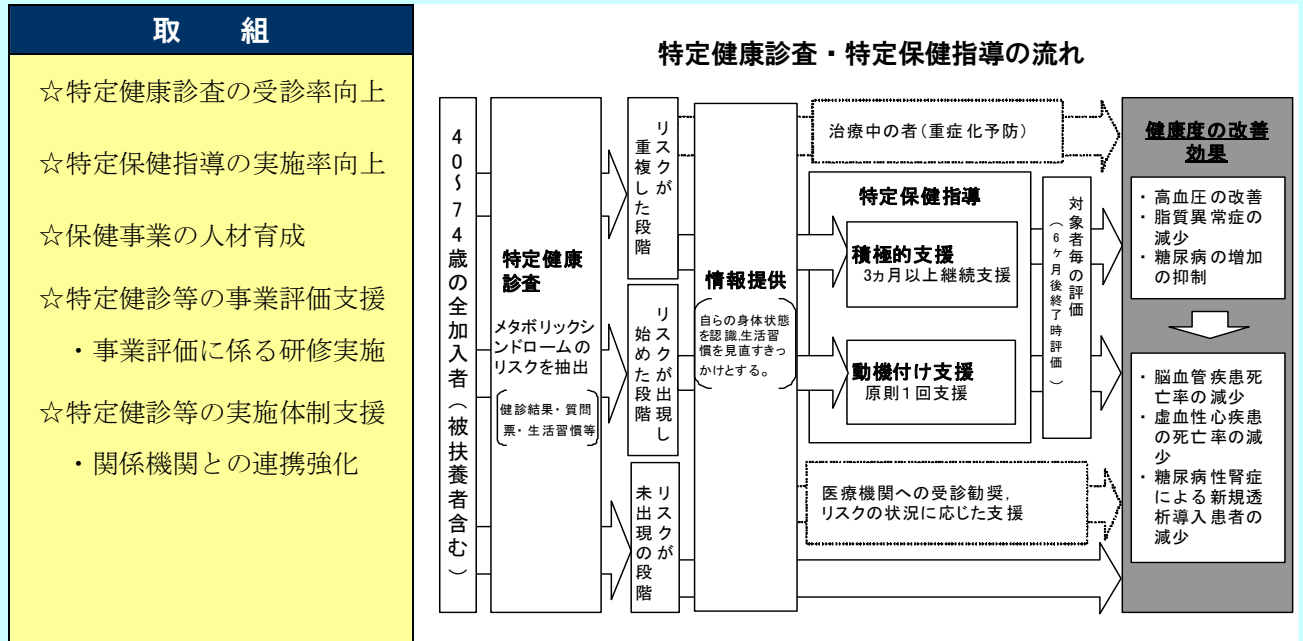 取 組
☆特定健康診査の受診率向上
☆特定保健指導の実施率向上
☆保健事業の人材育成
☆特定健診等の事業評価支援
・事業評価に係る研修実施
☆特定健診等の実施体制支援
・関係機関との連携強化
特定健康診査・特定保健指導の流れ
40~74歳の全加入者(被扶養者含む)
特定健康
診査
メタボリックシ
ンドロームの
リスクを抽出
健診結果・質問
票・生活習慣等
リスクが
重複した段階
リスクが出現し
始めた段階
リスクが
未出現の段階
情報提供
自らの身体状態
を認識,生活習
慣を見直すきっ
かけとする。
治療中の者(重症化予防)
特定保健指導
積極的支援
3ヵ月以上継続支援
動機付け支援
原則1回支援
対象者毎の評価
(6ヶ月後終了時評価)
医療機関への受診勧奨,
リスクの状況に応じた支援
健康度の改善
効果
・高血圧の改善
・脂質異常症の
減少
・糖尿病の増加
の抑制
・脳血管疾患死
亡率の減少
・虚血性心疾患
の死亡率の減
少
・糖尿病性腎症
による新規透
析導入患者の
減少